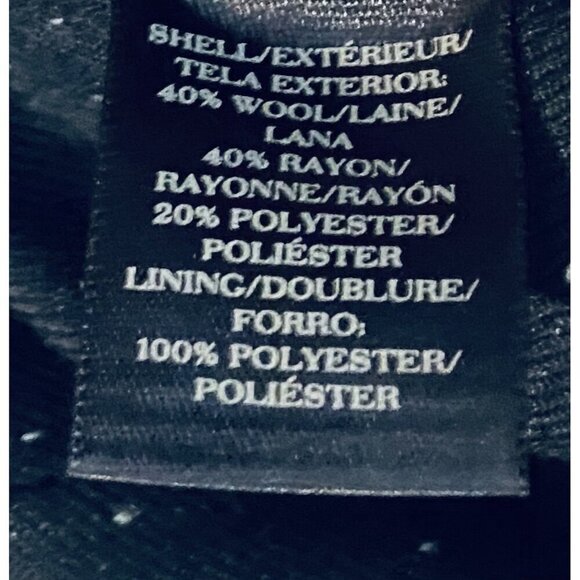 SHELL/EXTÉRIEUR/
TELA EXTERIOR:
40% WOOL/LAINE/
LANA
40% RAYON/
RAYONNE/RAYÓN
20% POLYESTER/
POLIÉSTER
LINING/DOUBLURE/
FORRO:
100% POLYESTER/
POLIÉSTER